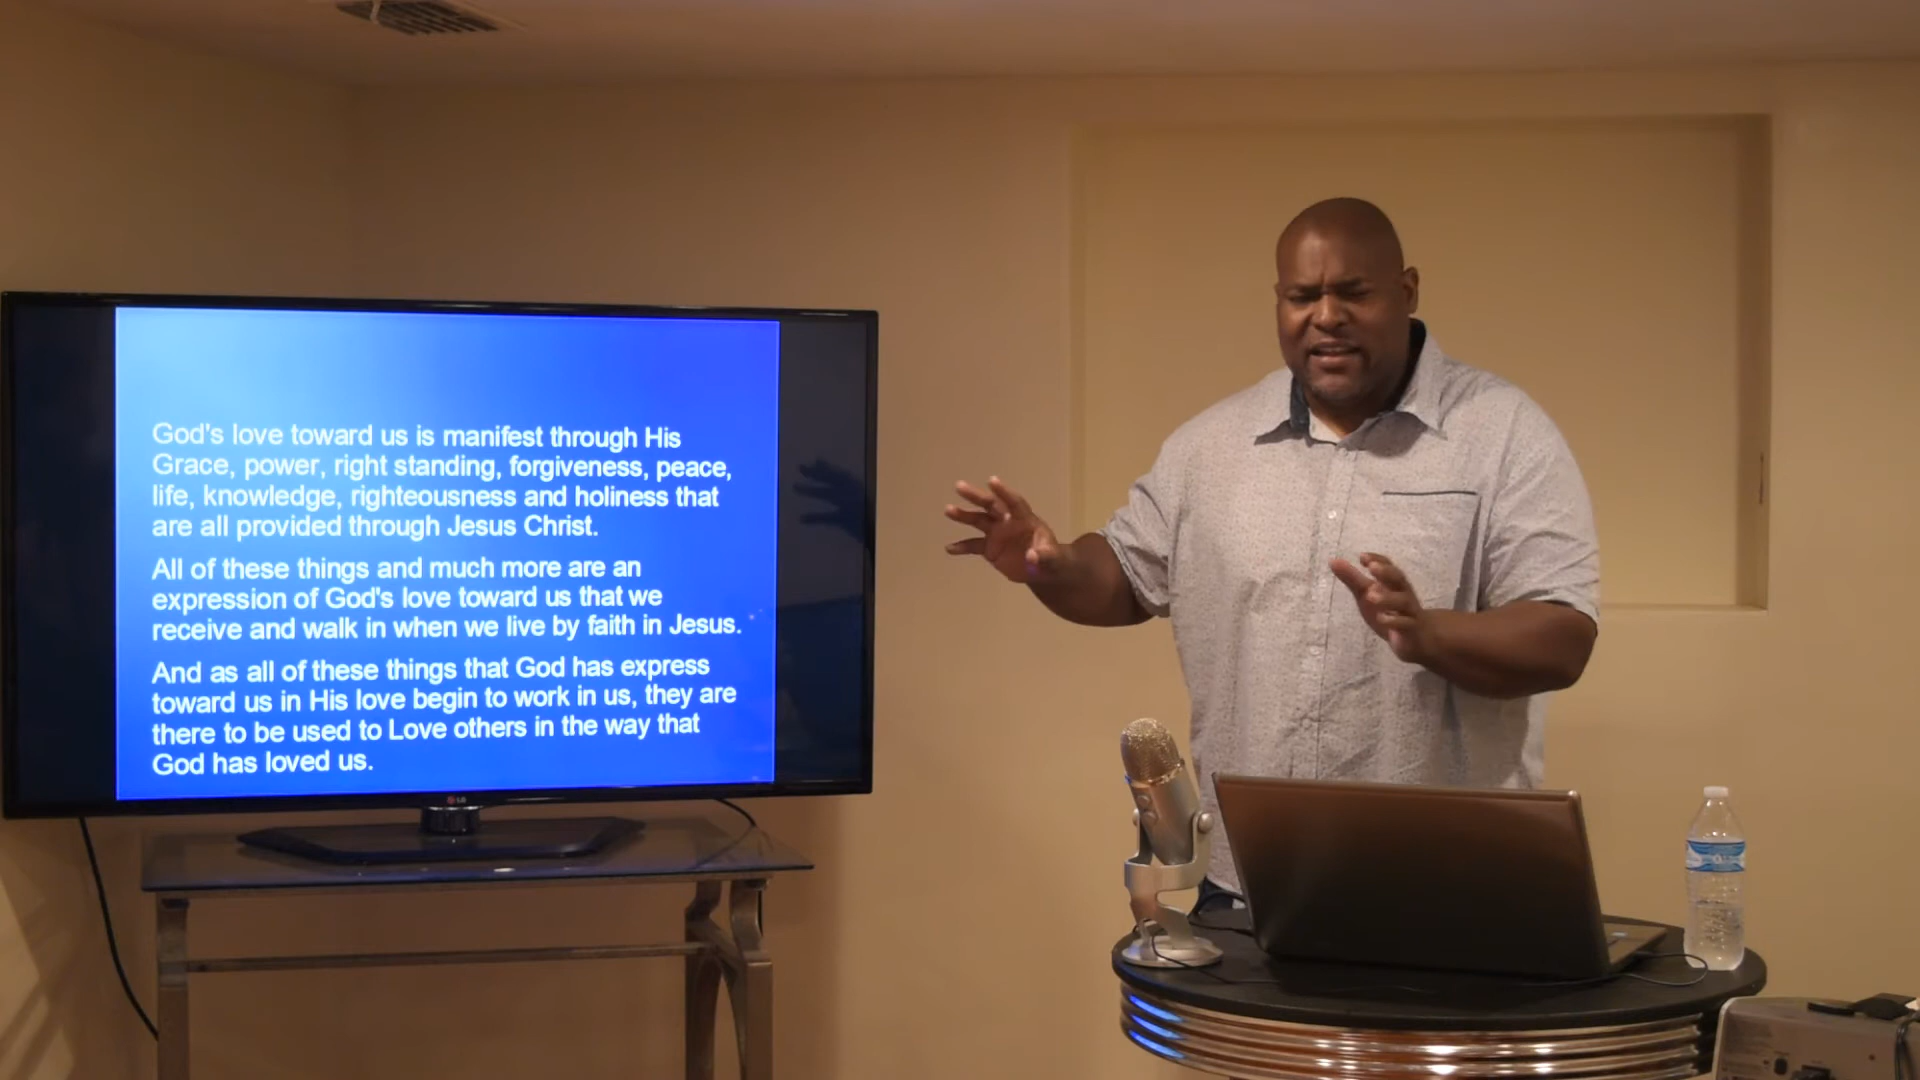 God's love toward us is manifest through His
Grace, power, right standing, forgiveness, peace,
life, knowledge, righteousness and holiness that
are all provided through Jesus Christ.
All of these things and much more are an
expression of God's love toward us that we
receive and walk in when we live by faith in Jesus.
And as all of these things that God has express
toward us in His love begin to work in us, they are
there to be used to Love others in the way that
God has loved us.
LG